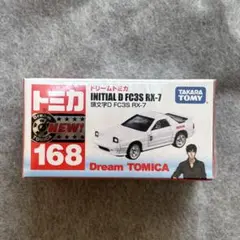 トミカ
NEW!
168
ドリームトミカ
INITIAL D FC3S RX-7
頭文字D FC3S RX-7
TAKARA
TOMY
Dream TOMICA